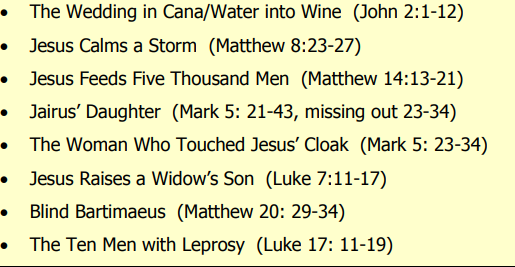 • The Wedding in Cana/Water into Wine (John 2:1-12)
• Jesus Calms a Storm (Matthew 8:23-27)
• Jesus Feeds Five Thousand Men (Matthew 14:13-21)
• Jairus’ Daughter (Mark 5: 21-43, missing out 23-34)
• The Woman Who Touched Jesus’ Cloak (Mark 5: 23-34)
• Jesus Raises a Widow’s Son (Luke 7:11-17)
• Blind Bartimaeus (Matthew 20: 29-34)
• The Ten Men with Leprosy (Luke 17: 11-19)